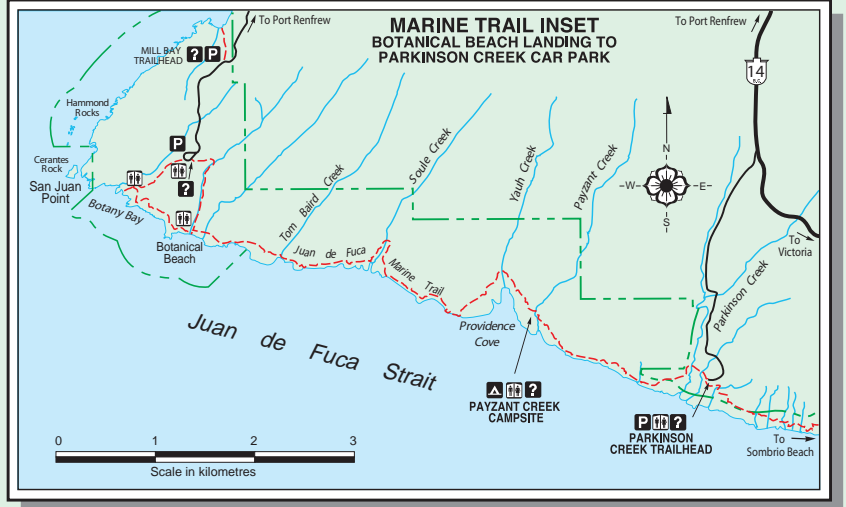 MARINE TRAIL INSET
BOTANICAL BEACH LANDING TO
PARKINSON CREEK CAR PARK
To Port Renfrew
To Port Renfrew
MILL BAY
TRAILHEAD
? P
14
B.C.
Hammond
Rocks
P
Cerantes
Rock
San Juan
Point
?
Botany Bay
Botanical
Beach
Tom Baird Creek
Soule Creek
Yauh Creek
Payzant Creek
N
W E
S
To
Victoria
Juan de Fuca
Marine Trail
Parkinson Creek
Providence
Cove
Juan de Fuca Strait
?
PAYZANT CREEK
CAMPSITE
P ?
PARKINSON
CREEK TRAILHEAD
To
Sombrio Beach
0 1 2 3
Scale in kilometres